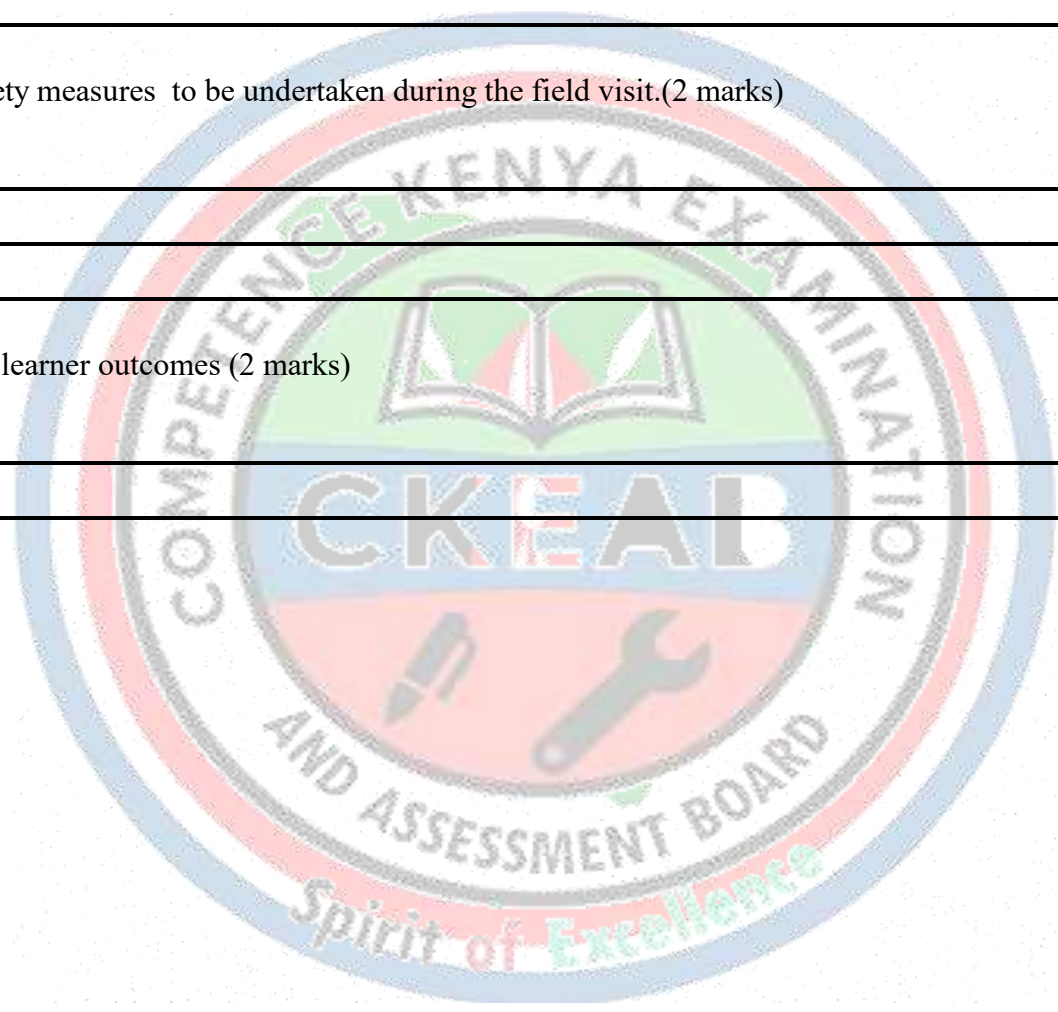 ety measures to be undertaken during the field visit.(2 marks)
learner outcomes (2 marks)
COMPETENCE KENYA EXAMINATION
CKEAB
AND ASSESSMENT BOARD
Spirit of Excellence